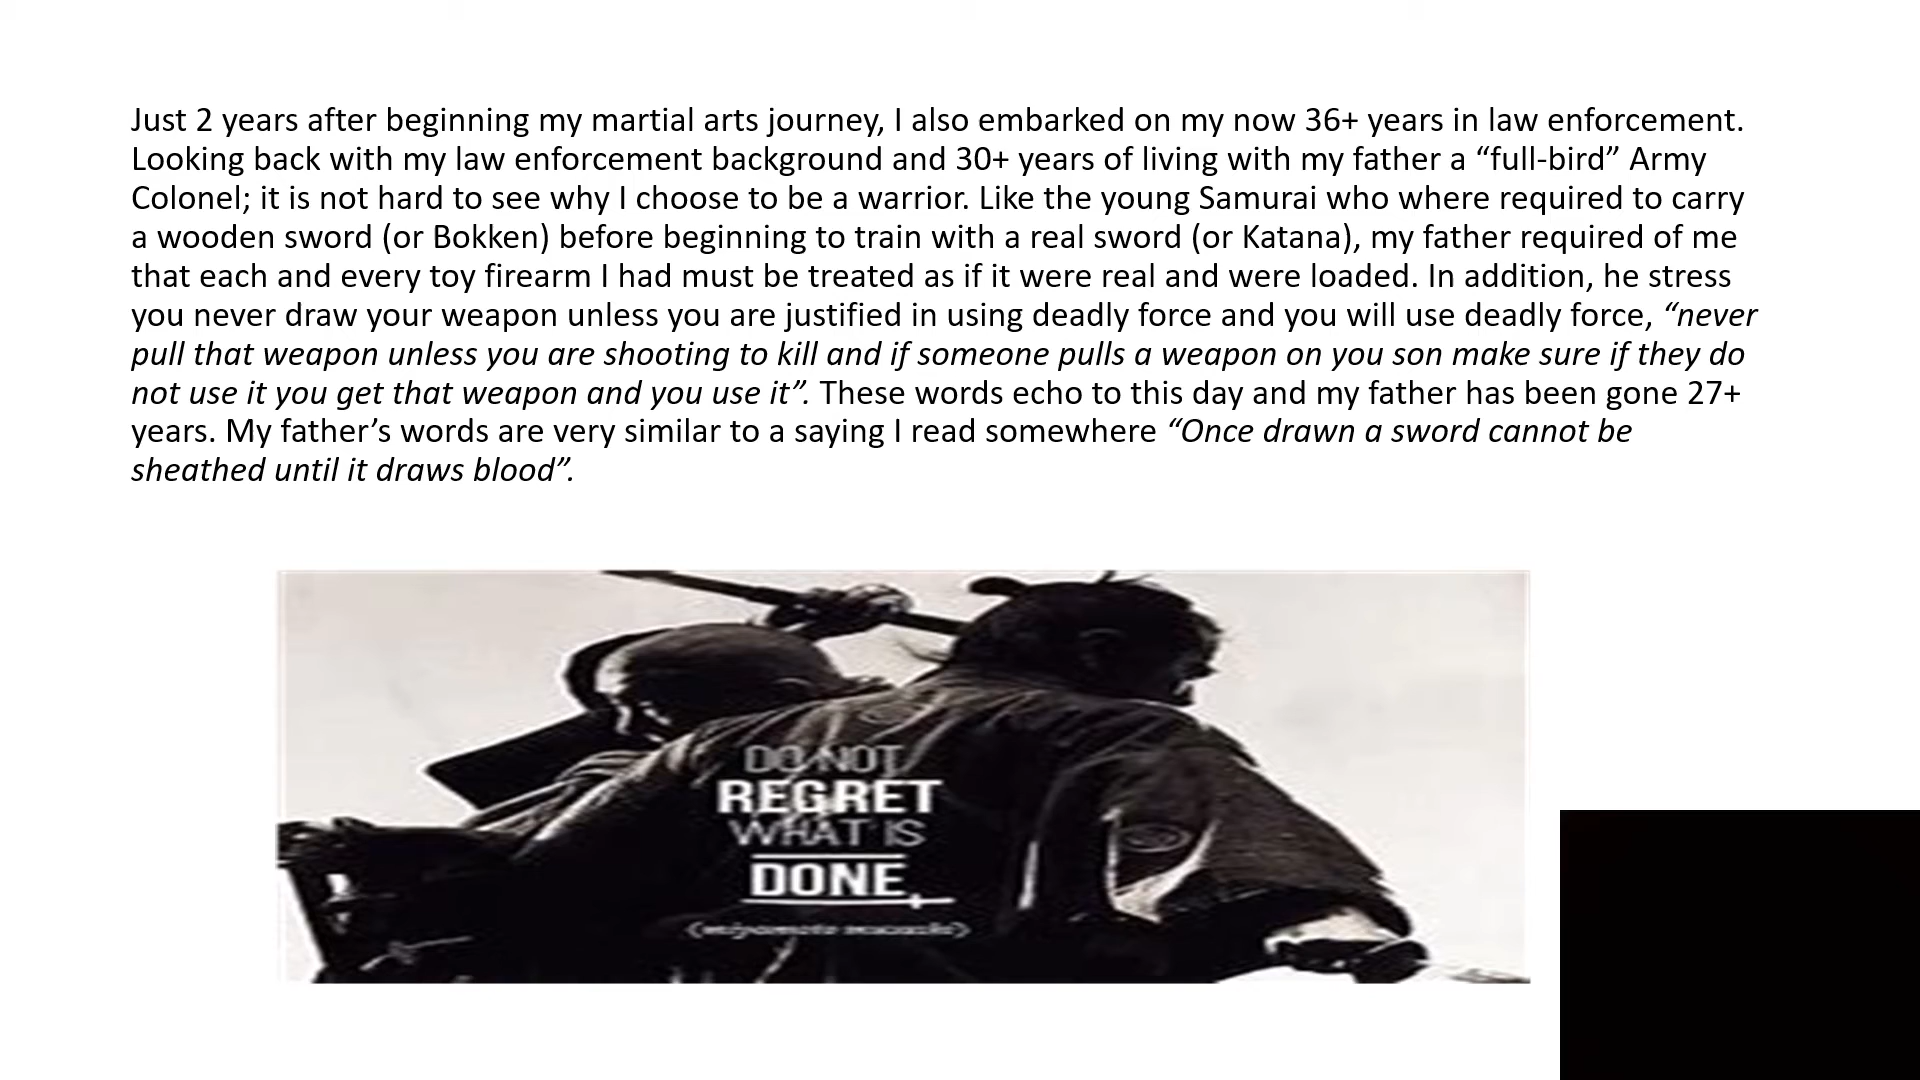 Just 2 years after beginning my martial arts journey, I also embarked on my now 36+ years in law enforcement.
Looking back with my law enforcement background and 30+ years of living with my father a “full-bird” Army
Colonel; it is not hard to see why I choose to be a warrior. Like the young Samurai who where required to carry
a wooden sword (or Bokken) before beginning to train with a real sword (or Katana), my father required of me
that each and every toy firearm I had must be treated as if it were real and were loaded. In addition, he stress
you never draw your weapon unless you are justified in using deadly force and you will use deadly force, “never
pull that weapon unless you are shooting to kill and if someone pulls a weapon on you son make sure if they do
not use it you get that weapon and you use it”. These words echo to this day and my father has been gone 27+
years. My father’s words are very similar to a saying I read somewhere “Once drawn a sword cannot be
sheathed until it draws blood”.
DO NOT
REGRET
WHAT IS
DONE